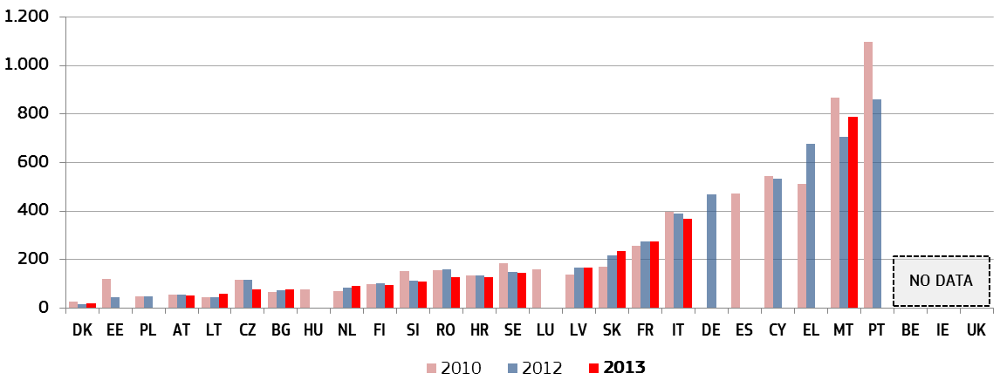 1.200
1.000
800
600
400
200
0
NO DATA
DK EE PL AT LT CZ BG HU NL FI SI RO HR SE LU LV SK FR IT DE ES CY EL MT PT BE IE UK
2010 2012 2013